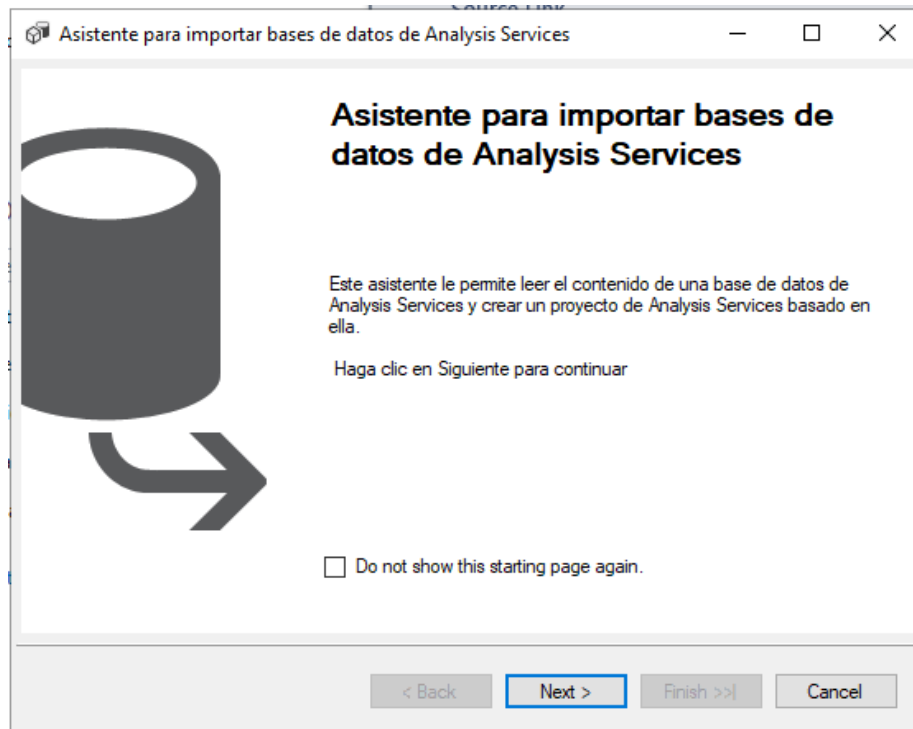 Source Link
Asistente para importar bases de datos de Analysis Services
Asistente para importar bases de
datos de Analysis Services
Este asistente le permite leer el contenido de una base de datos de
Analysis Services y crear un proyecto de Analysis Services basado en
ella.
Haga clic en Siguiente para continuar
Do not show this starting page again.
< Back
Next >
Finish >>|
Cancel